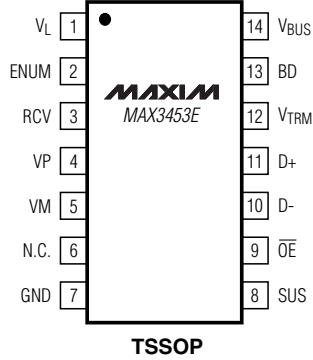 VL 1 14 VBUS
ENUM 2 13 BD
MAXIM
RCV 3 MAX3453E 12 VTRM
VP 4 11 D+
VM 5 10 D-
N.C. 6 9 OE
GND 7 8 SUS
TSSOP